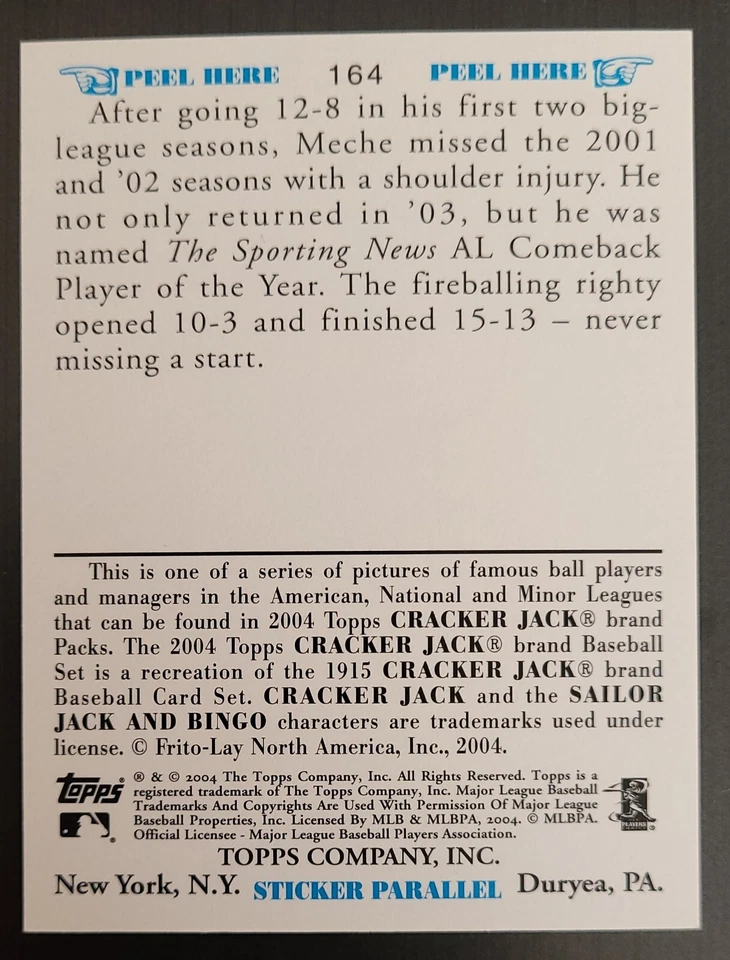 PEEL HERE 164 PEEL HERE
After going 12-8 in his first two big-
league seasons, Meche missed the 2001
and ’02 seasons with a shoulder injury. He
not only returned in ’03, but he was
named The Sporting News AL Comeback
Player of the Year. The fireballing righty
opened 10-3 and finished 15-13 – never
missing a start.
This is one of a series of pictures of famous ball players
and managers in the American, National and Minor Leagues
that can be found in 2004 Topps CRACKER JACK® brand
Packs. The 2004 Topps CRACKER JACK® brand Baseball
Set is a recreation of the 1915 CRACKER JACK® brand
Baseball Card Set. CRACKER JACK and the SAILOR
JACK AND BINGO characters are trademarks used under
license. © Frito-Lay North America, Inc., 2004.
Topps® ® & © 2004 The Topps Company, Inc. All Rights Reserved. Topps is a
registered trademark of The Topps Company, Inc. Major League Baseball
Trademarks And Copyrights Are Used With Permission Of Major League
Baseball Properties, Inc. Licensed By MLB & MLBPA, 2004. © MLBPA.
Official Licensee - Major League Baseball Players Association.
PLAYERS
TOPPS COMPANY, INC.
New York, N.Y. STICKER PARALLEL Duryea, PA.